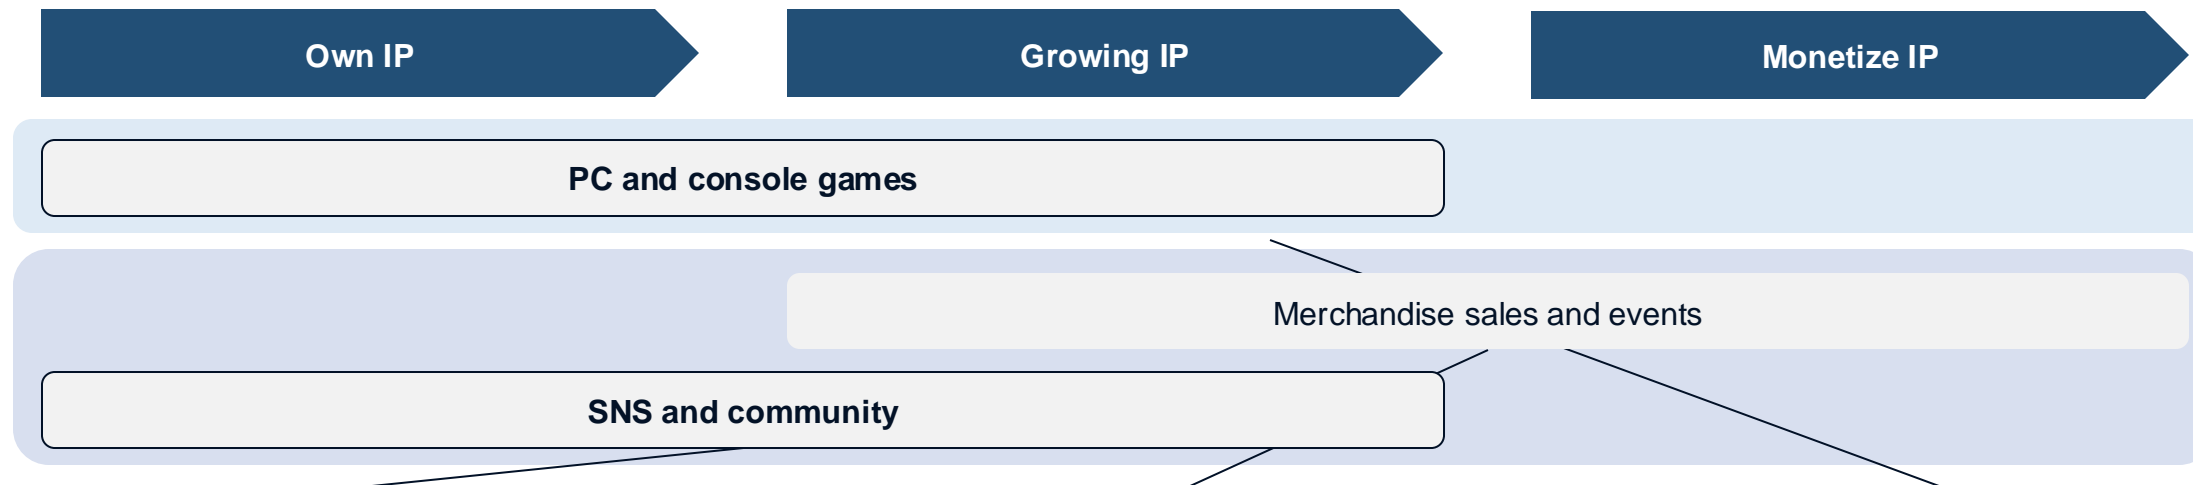 Own IP
Growing IP
Monetize IP
PC and console games
Merchandise sales and events
SNS and community